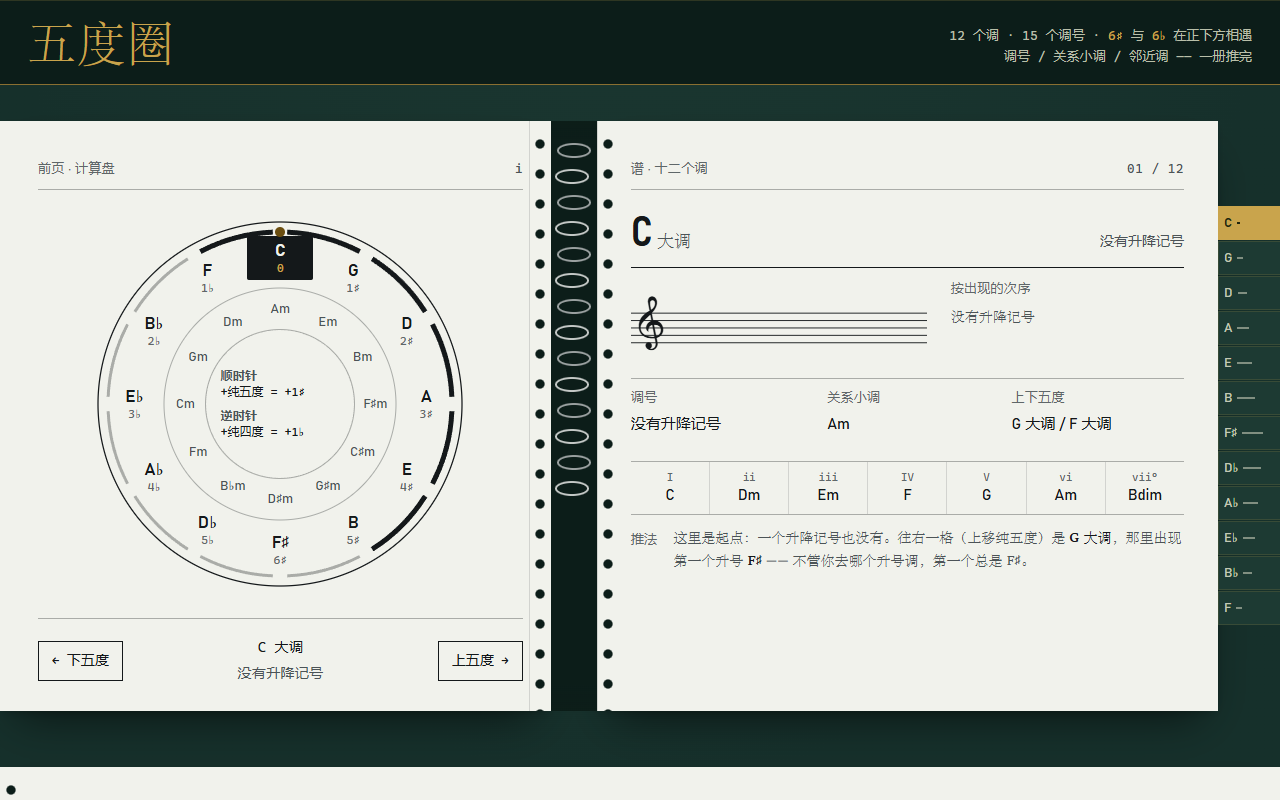 五度圈
12 个调 · 15 个调号 · 6♯ 与 6♭ 在正下方相遇
调号 / 关系小调 / 邻近调 —— 一册推完
前页 · 计算盘
i
C
0
G
1♯
D
2♯
A
3♯
E
4♯
B
5♯
F♯
6♯
D♭
5♭
A♭
4♭
E♭
3♭
B♭
2♭
F
1♭
Am
Em
Bm
F♯m
C♯m
G♯m
D♯m
B♭m
Fm
Cm
Gm
Dm
顺时针
+纯五度 = +1♯
逆时针
+纯四度 = +1♭
← 下五度
C 大调
没有升降记号
上五度 →
谱 · 十二个调
01 / 12
C 大调
没有升降记号
按出现的次序
没有升降记号
调号
没有升降记号
关系小调
Am
上下五度
G 大调 / F 大调
I
C
ii
Dm
iii
Em
IV
F
V
G
vi
Am
vii°
Bdim
推法
这里是起点：一个升降记号也没有。往右一格（上移纯五度）是 G 大调，那里出现
第一个升号 F♯ —— 不管你去哪个升号调，第一个总是 F♯。
C
G
D
A
E
B
F♯
D♭
A♭
E♭
B♭
F